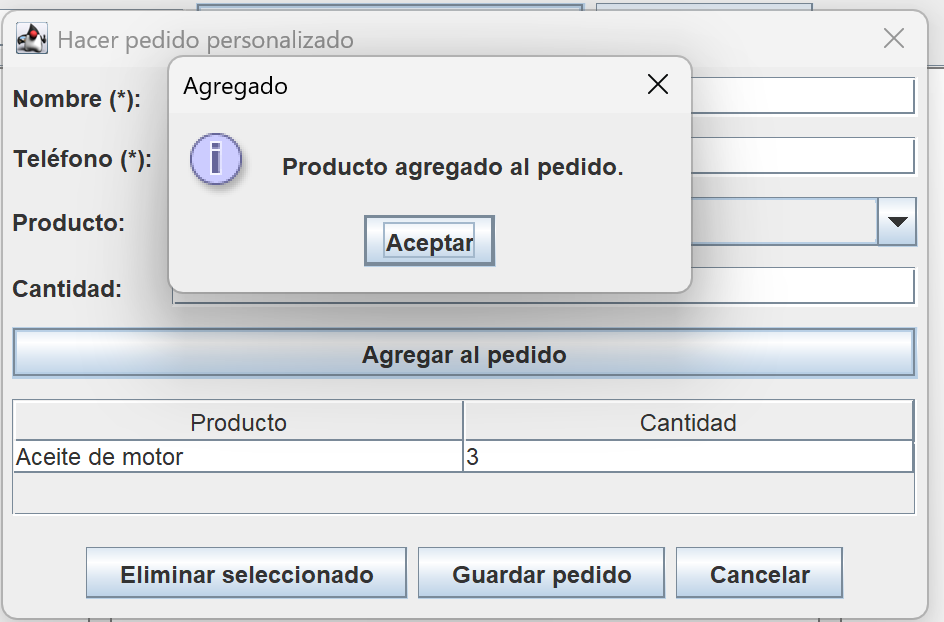 Hacer pedido personalizado
Agregado
Nombre (*):
Teléfono (*):
Producto agregado al pedido.
Producto:
Aceptar
Cantidad:
Agregar al pedido
Producto Cantidad
Aceite de motor 3
Eliminar seleccionado Guardar pedido Cancelar